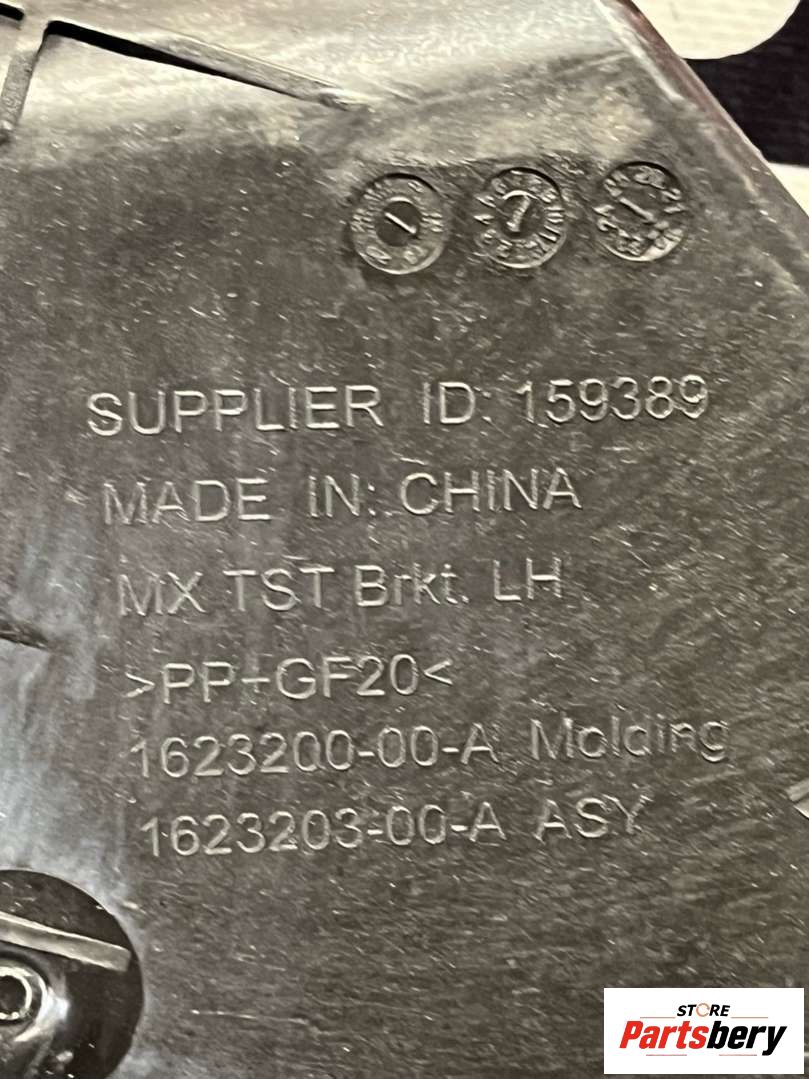 SUPPLIER ID: 159389
MADE IN: CHINA
MX TST Brkt. LH
>PP-GF20<
1623200-00-A Molding
1623203-00-A ASY
STORE
Partsbery